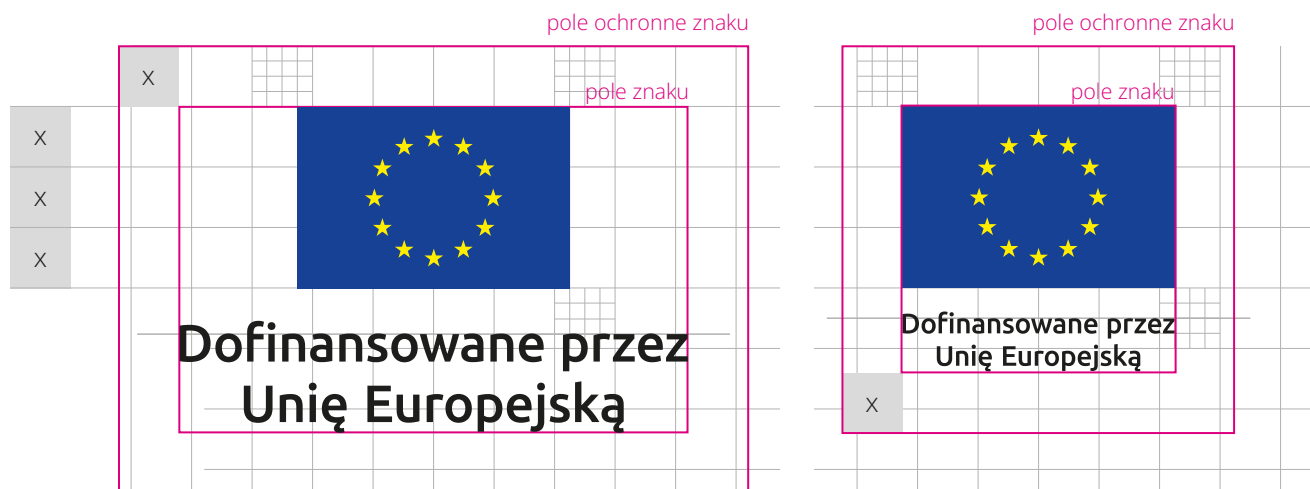 pole ochronne znaku
X
pole znaku
X
X
X
Dofinansowane przez
Unię Europejską
pole ochronne znaku
pole znaku
Dofinansowane przez
Unię Europejską
X